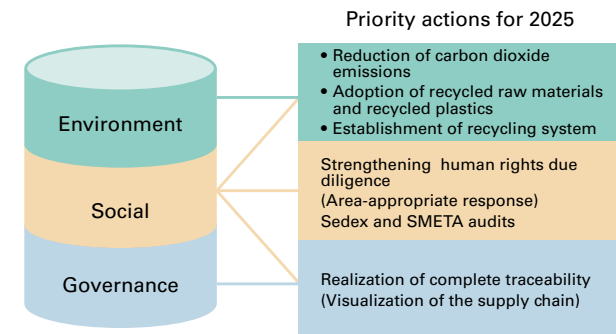 Priority actions for 2025
Environment
• Reduction of carbon dioxide
emissions
• Adoption of recycled raw materials
and recycled plastics
• Establishment of recycling system
Social
Strengthening human rights due
diligence
(Area-appropriate response)
Sedex and SMETA audits
Governance
Realization of complete traceability
(Visualization of the supply chain)